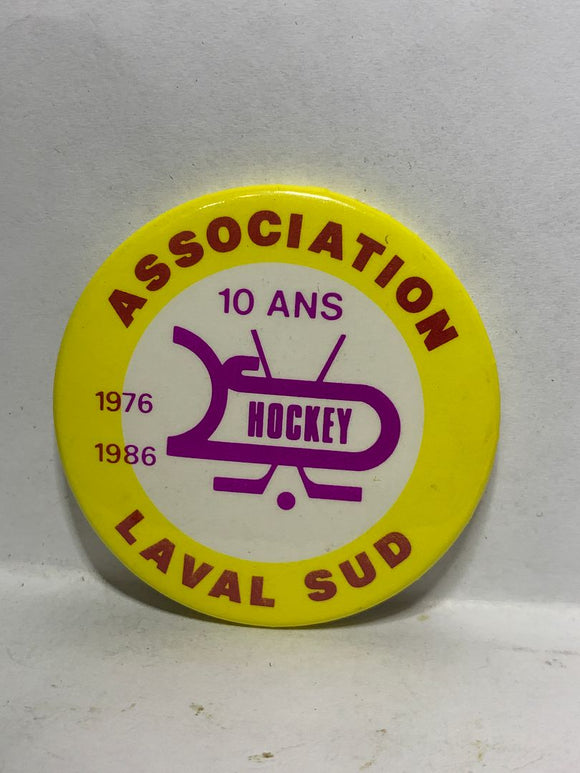 ASSOCIATION
10 ANS
1976
HOCKEY
1986
LAVAL SUD